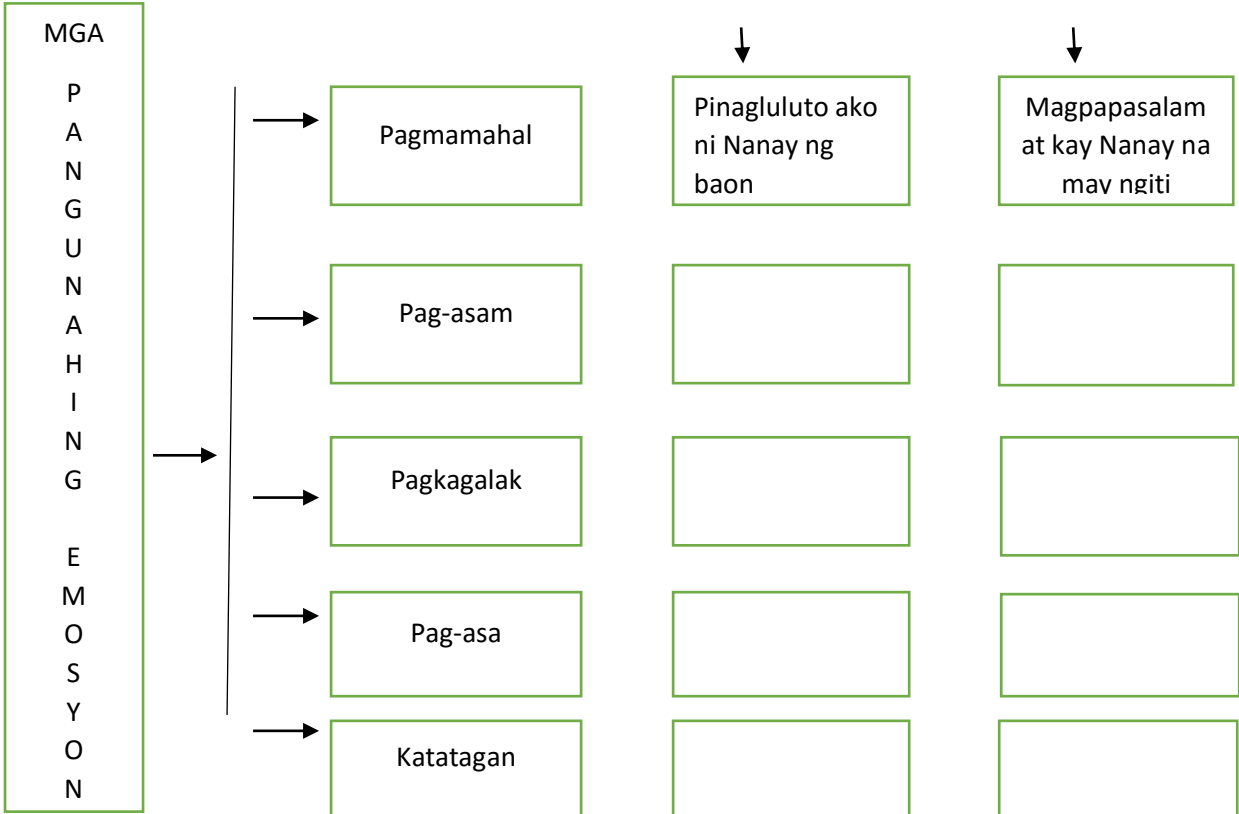 MGA
P
A
N
G
U
N
A
H
I
N
G
E
M
O
S
Y
O
N
Pagmamahal
Pinagluluto ako
ni Nanay ng
baon
Magpapasalam
at kay Nanay na
may ngiti
Pag-asam
Pagkagalak
Pag-asa
Katatagan